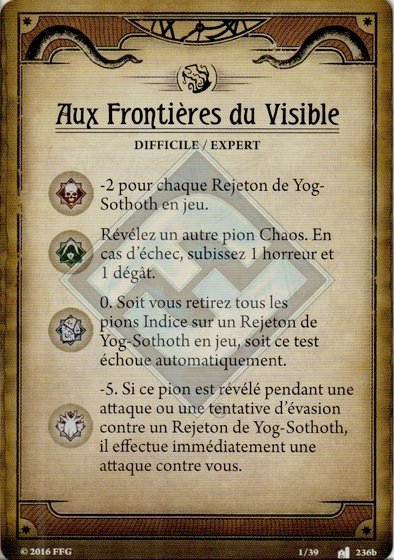 Aux Frontières du Visible
DIFFICILE / EXPERT
-2 pour chaque Rejeton de Yog-
Sothoth en jeu.
Révélez un autre pion Chaos. En
cas d'échec, subissez 1 horreur et
1 dégât.
0. Soit vous retirez tous les
pions Indice sur un Rejeton de
Yog-Sothoth en jeu, soit ce test
échoue automatiquement.
-5. Si ce pion est révélé pendant une
attaque ou une tentative d'évasion
contre un Rejeton de Yog-Sothoth,
il effectue immédiatement une
attaque contre vous.
© 2016 FFG 1/39 236b